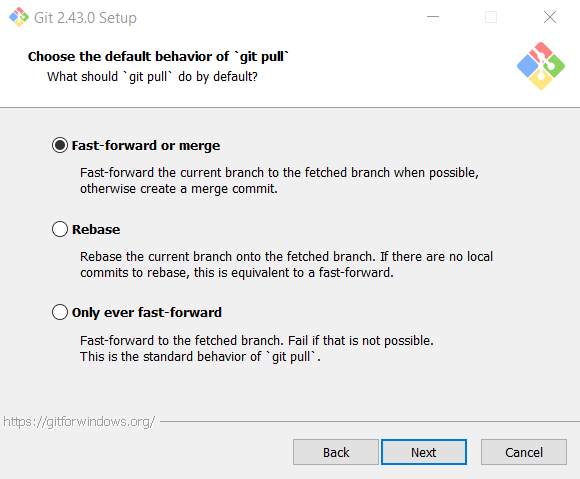 Git 2.43.0 Setup
Choose the default behavior of `git pull`
What should `git pull` do by default?
Fast-forward or merge
Fast-forward the current branch to the fetched branch when possible,
otherwise create a merge commit.
Rebase
Rebase the current branch onto the fetched branch. If there are no local
commits to rebase, this is equivalent to a fast-forward.
Only ever fast-forward
Fast-forward to the fetched branch. Fail if that is not possible.
This is the standard behavior of `git pull`.
https://gitforwindows.org/
Back Next Cancel